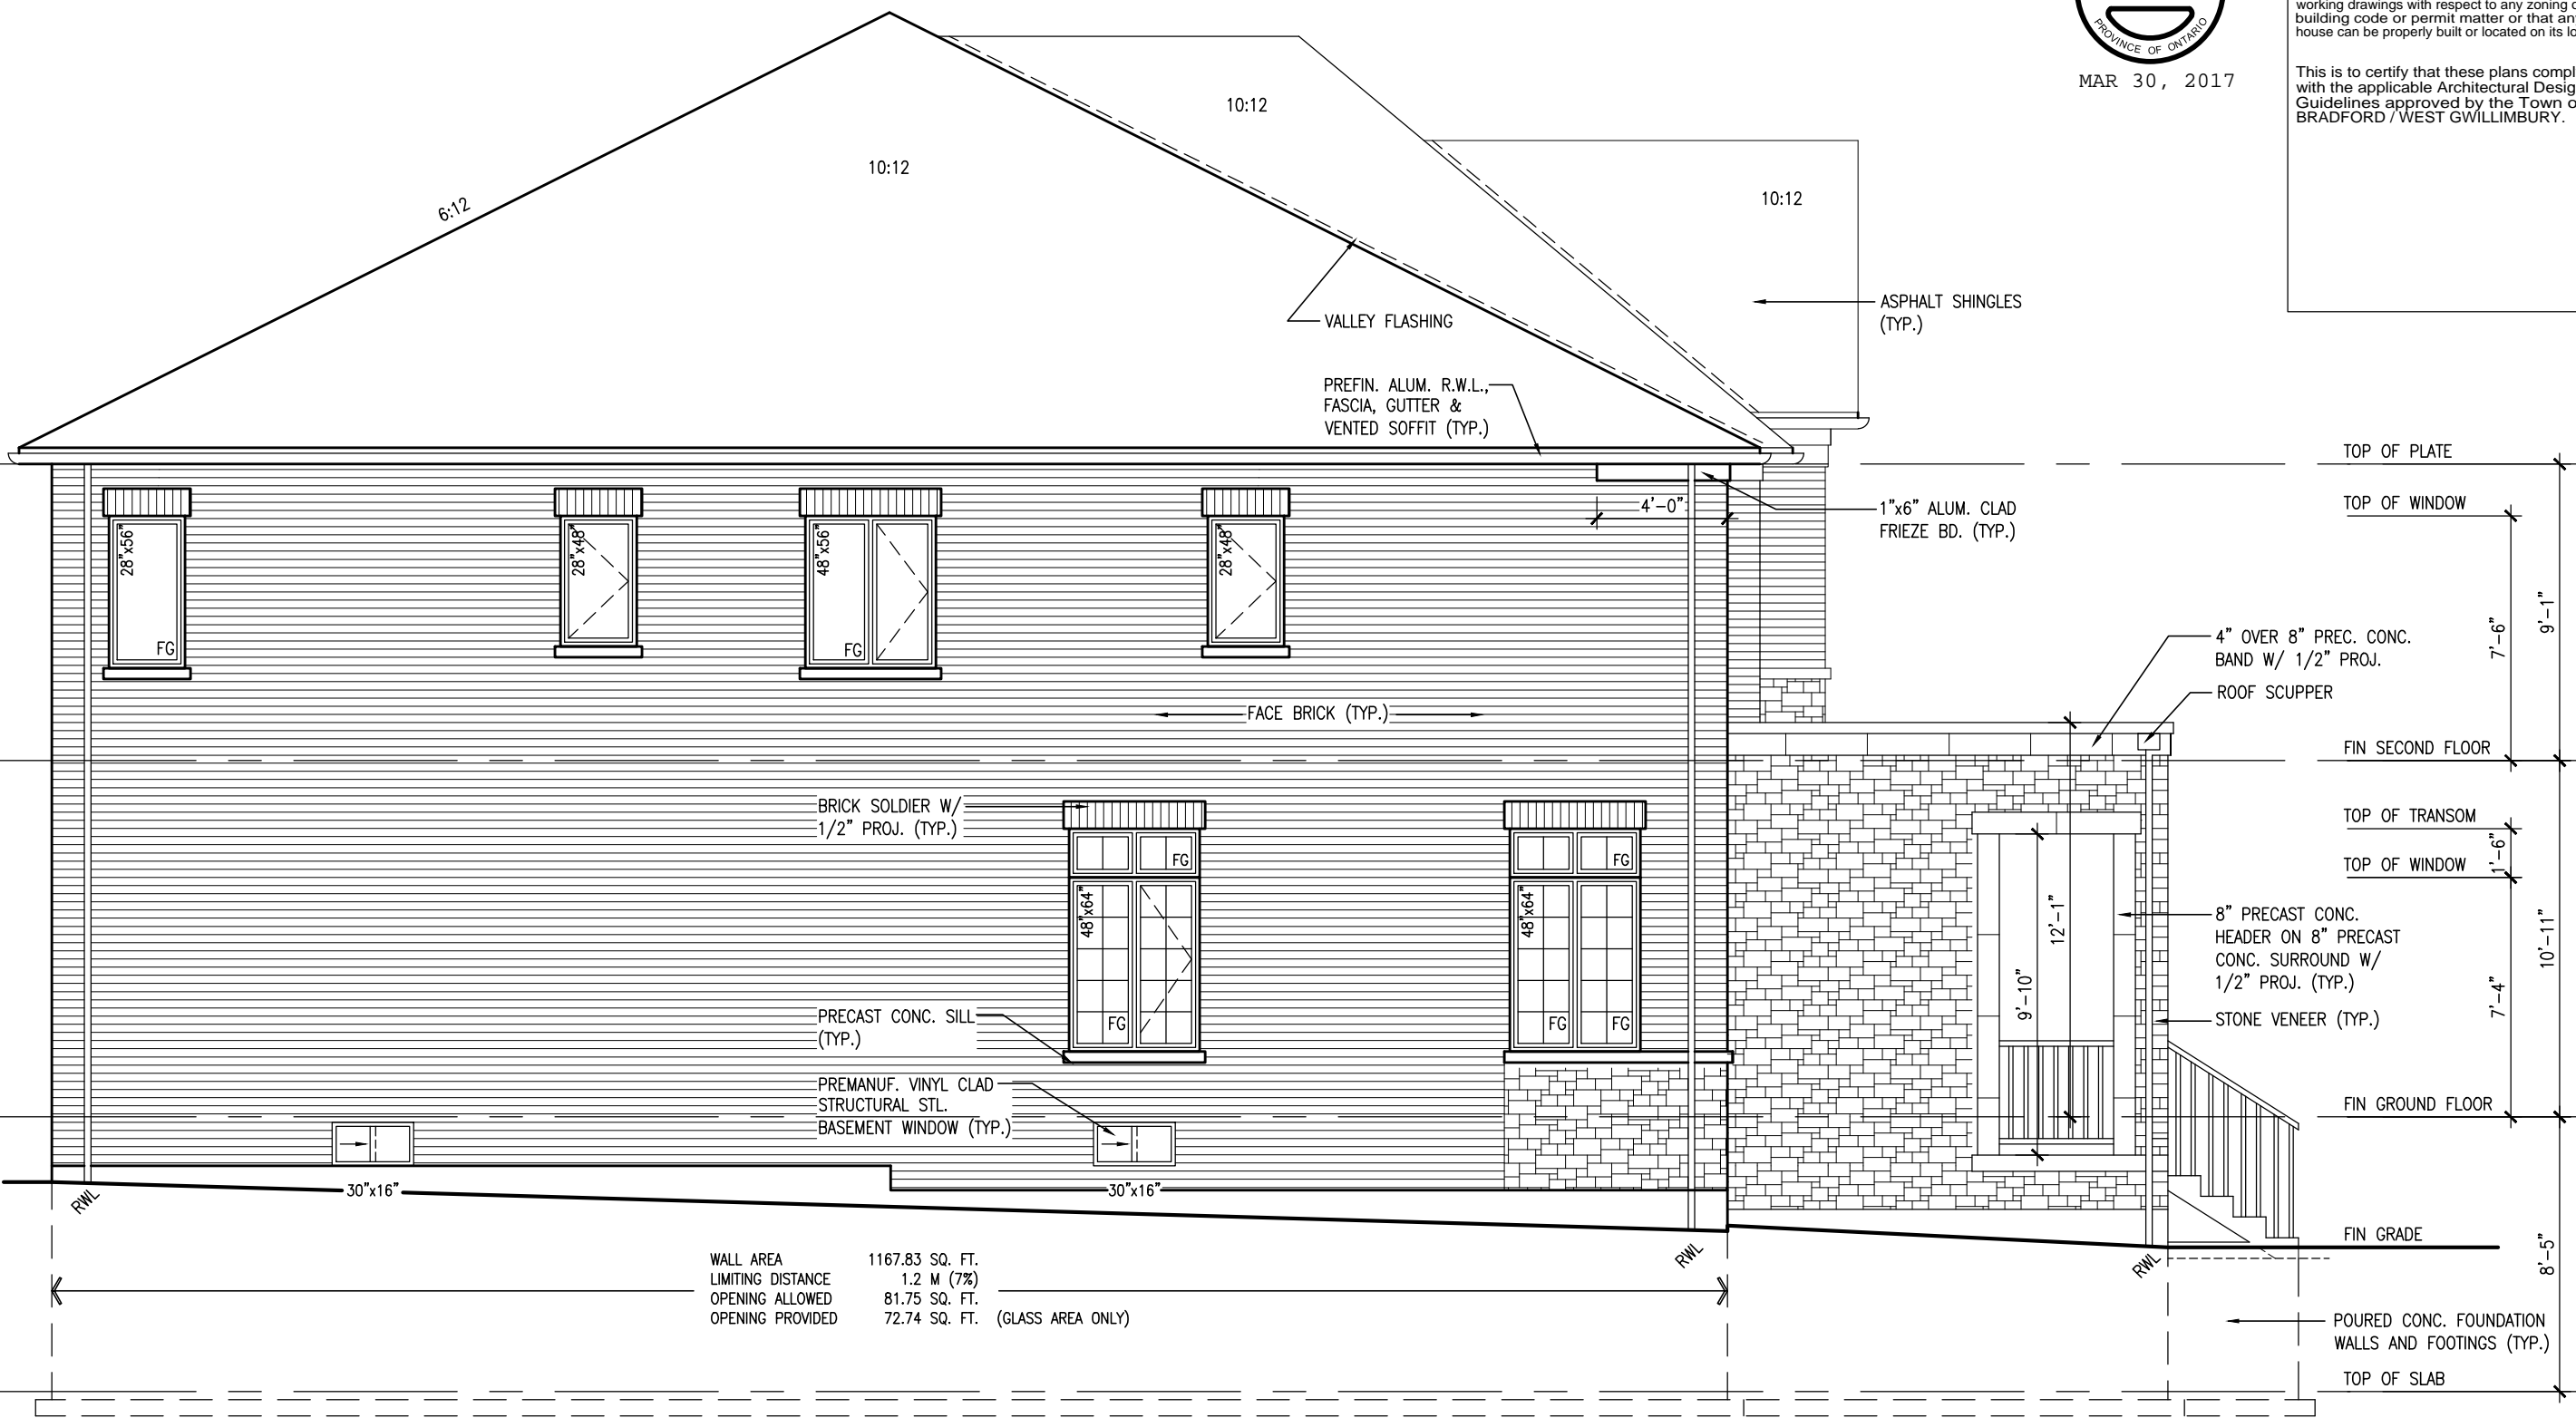 PROVINCE OF ONTARIO
MAR 30, 2017
working drawings with respect to any zoning
building code or permit matter or that
house can be properly built or located on its
This is to certify that these plans
with the applicable Architectural
Guidelines approved by the Town
BRADFORD / WEST GWILLIMBURY.
10:12
10:12
10:12
6:12
VALLEY FLASHING
ASPHALT SHINGLES
(TYP.)
PREFIN. ALUM. R.W.L.,
FASCIA, GUTTER &
VENTED SOFFIT (TYP.)
TOP OF PLATE
TOP OF WINDOW
4'-0"
1"x6" ALUM. CLAD
FRIEZE BD. (TYP.)
28"x56"
FG
28"x48"
48"x56"
FG
28"x48"
7'-6"
9'-1"
4" OVER 8" PREC. CONC.
BAND W/ 1/2" PROJ.
ROOF SCUPPER
FACE BRICK (TYP.)
FIN SECOND FLOOR
BRICK SOLDIER W/
1/2" PROJ. (TYP.)
TOP OF TRANSOM
1'-6"
TOP OF WINDOW
FG
48"x64"
FG
FG
48"x64"
FG
FG
12'-1"
9'-10"
8" PRECAST CONC.
HEADER ON 8" PRECAST
CONC. SURROUND W/
1/2" PROJ. (TYP.)
10'-11"
7'-4"
STONE VENEER (TYP.)
PRECAST CONC. SILL
(TYP.)
PREMANUF. VINYL CLAD
STRUCTURAL STL.
BASEMENT WINDOW (TYP.)
FIN GROUND FLOOR
30"x16"
30"x16"
RWL
RWL
RWL
FIN GRADE
8'-5"
WALL AREA 1167.83 SQ. FT.
LIMITING DISTANCE 1.2 M (7%)
OPENING ALLOWED 81.75 SQ. FT.
OPENING PROVIDED 72.74 SQ. FT. (GLASS AREA ONLY)
POURED CONC. FOUNDATION
WALLS AND FOOTINGS (TYP.)
TOP OF SLAB